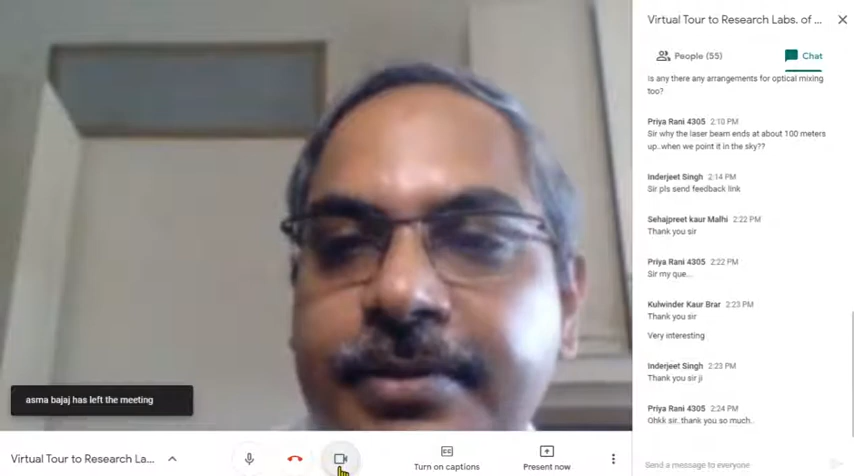 Virtual Tour to Research Labs. of ...
People (55)
Chat
Is any there any arrangements for optical mixing
too?
Priya Rani 4305 2:10 PM
Sir why the laser beam ends at about 100 meters
up..when we point it in the sky??
Inderjeet Singh 2:14 PM
Sir pls send feedback link
Sehajpreet Kaur Malhi 2:22 PM
Thank you sir
Priya Rani 4305 2:22 PM
Sir my que...
Kulwinder Kaur Brar 2:23 PM
Thank you sir
Very interesting
Inderjeet Singh 2:23 PM
Thank you sir ji
Priya Rani 4305 2:24 PM
Ohkk sir..thank you so much..
asma bajaj has left the meeting
Virtual Tour to Research La...
Turn on captions
Present now
Send a message to everyone